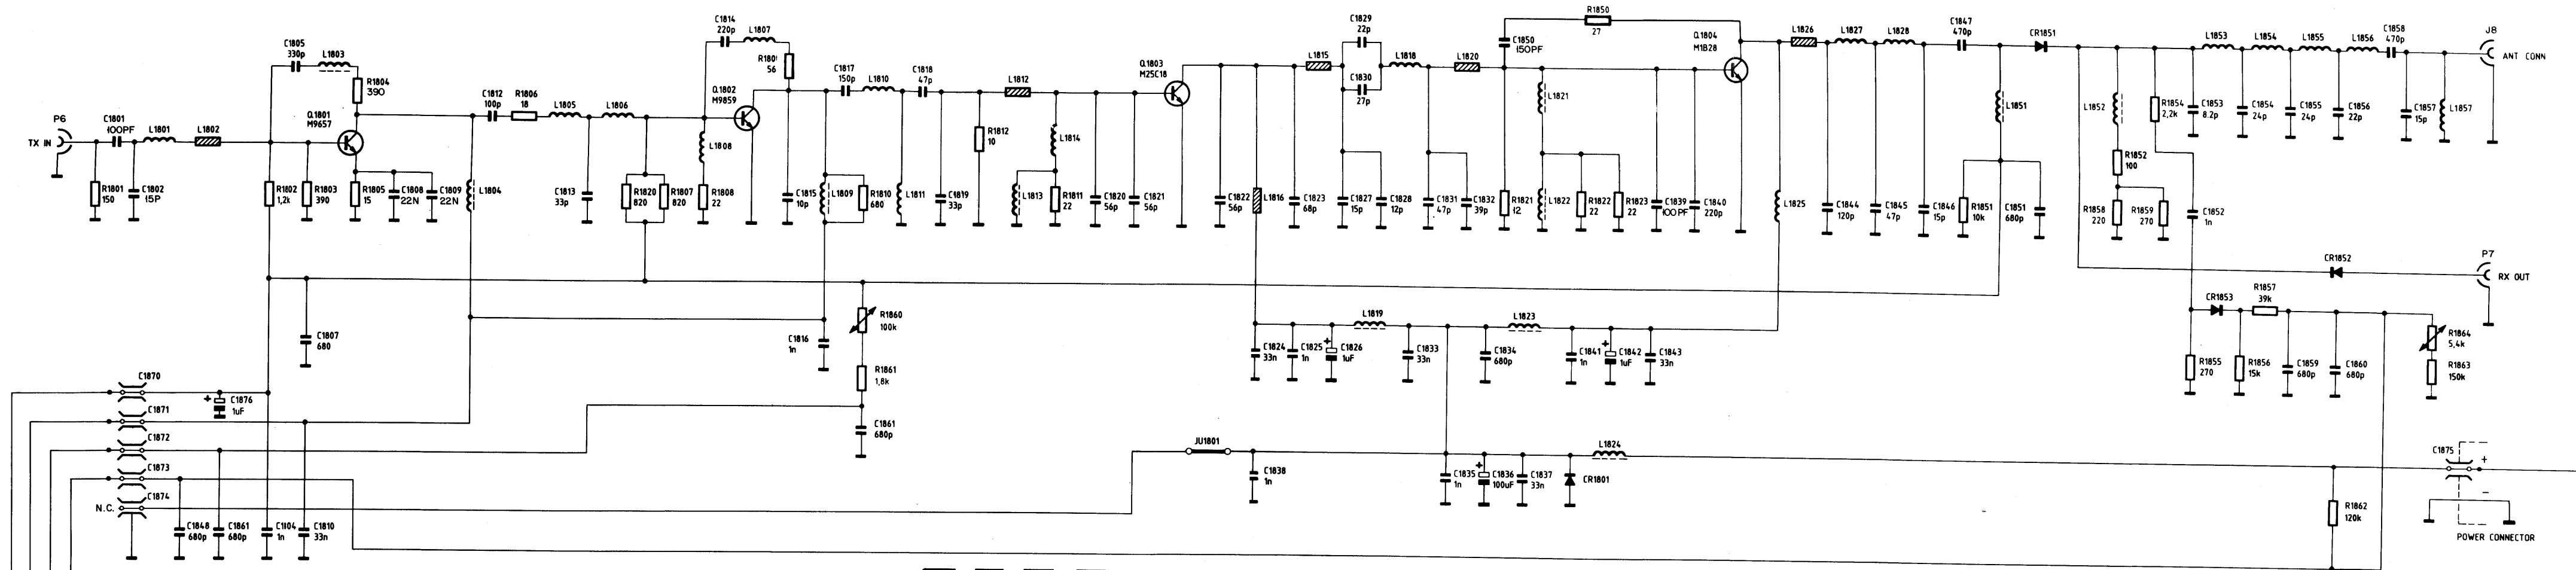 P6
TX IN
C1801
100PF
L1801
L1802
R1801
150
C1802
15P
C1805
330p
L1803
R1804
390
Q1801
M9657
R1802
1,2k
R1803
390
R1805
15
C1808
22N
C1809
22N
L1804
C1812
100p
R1806
18
L1805
L1806
C1813
33p
R1820
820
R1807
820
C1814
220p
L1807
R180
56
Q1802
M9859
L1808
R1808
22
C1817
150p
L1810
C1818
47p
C1815
10p
L1809
R1810
680
L1811
C1819
33p
L1812
R1812
10
L1814
L1813
R1811
22
C1820
56p
C1821
56p
Q1803
M25C18
C1822
56p
L1816
C1823
68p
L1815
C1829
22p
C1830
27p
L1818
L1820
C1827
15p
C1828
12p
C1831
47p
C1832
39p
R1850
27
C1850
150PF
L1821
R1821
12
L1822
R1822
22
R1823
22
C1839
100PF
C1840
220p
Q1804
M1B28
L1825
L1826
L1827
L1828
C1844
120p
C1845
47p
C1846
15p
C1847
470p
L1851
R1851
10k
C1851
680p
CR1851
L1852
R1852
100
R1858
220
R1859
270
R1854
2,2k
C1852
1n
C1853
8.2p
L1853
L1854
L1855
L1856
C1858
470p
C1854
24p
C1855
24p
C1856
22p
C1857
15p
L1857
J8
ANT CONN
P7
RX OUT
CR1852
CR1853
R1857
39k
R1855
270
R1856
15k
C1859
680p
C1860
680p
R1864
5,4k
R1863
150k
C1807
680
C1816
1n
R1860
100k
R1861
1,8k
C1861
680p
C1824
33n
C1825
1n
+
C1826
1uF
L1819
C1833
33n
C1834
680p
L1823
C1841
1n
+
C1842
1uF
C1843
33n
C1870
C1871
C1872
C1873
C1874
N.C.
+
C1876
1uF
C1848
680p
C1861
680p
C1104
1n
C1810
33n
JU1801
C1838
1n
C1835
1n
+
C1836
100uF
C1837
33n
CR1801
L1824
R1862
120k
C1875
+
−
POWER CONNECTOR